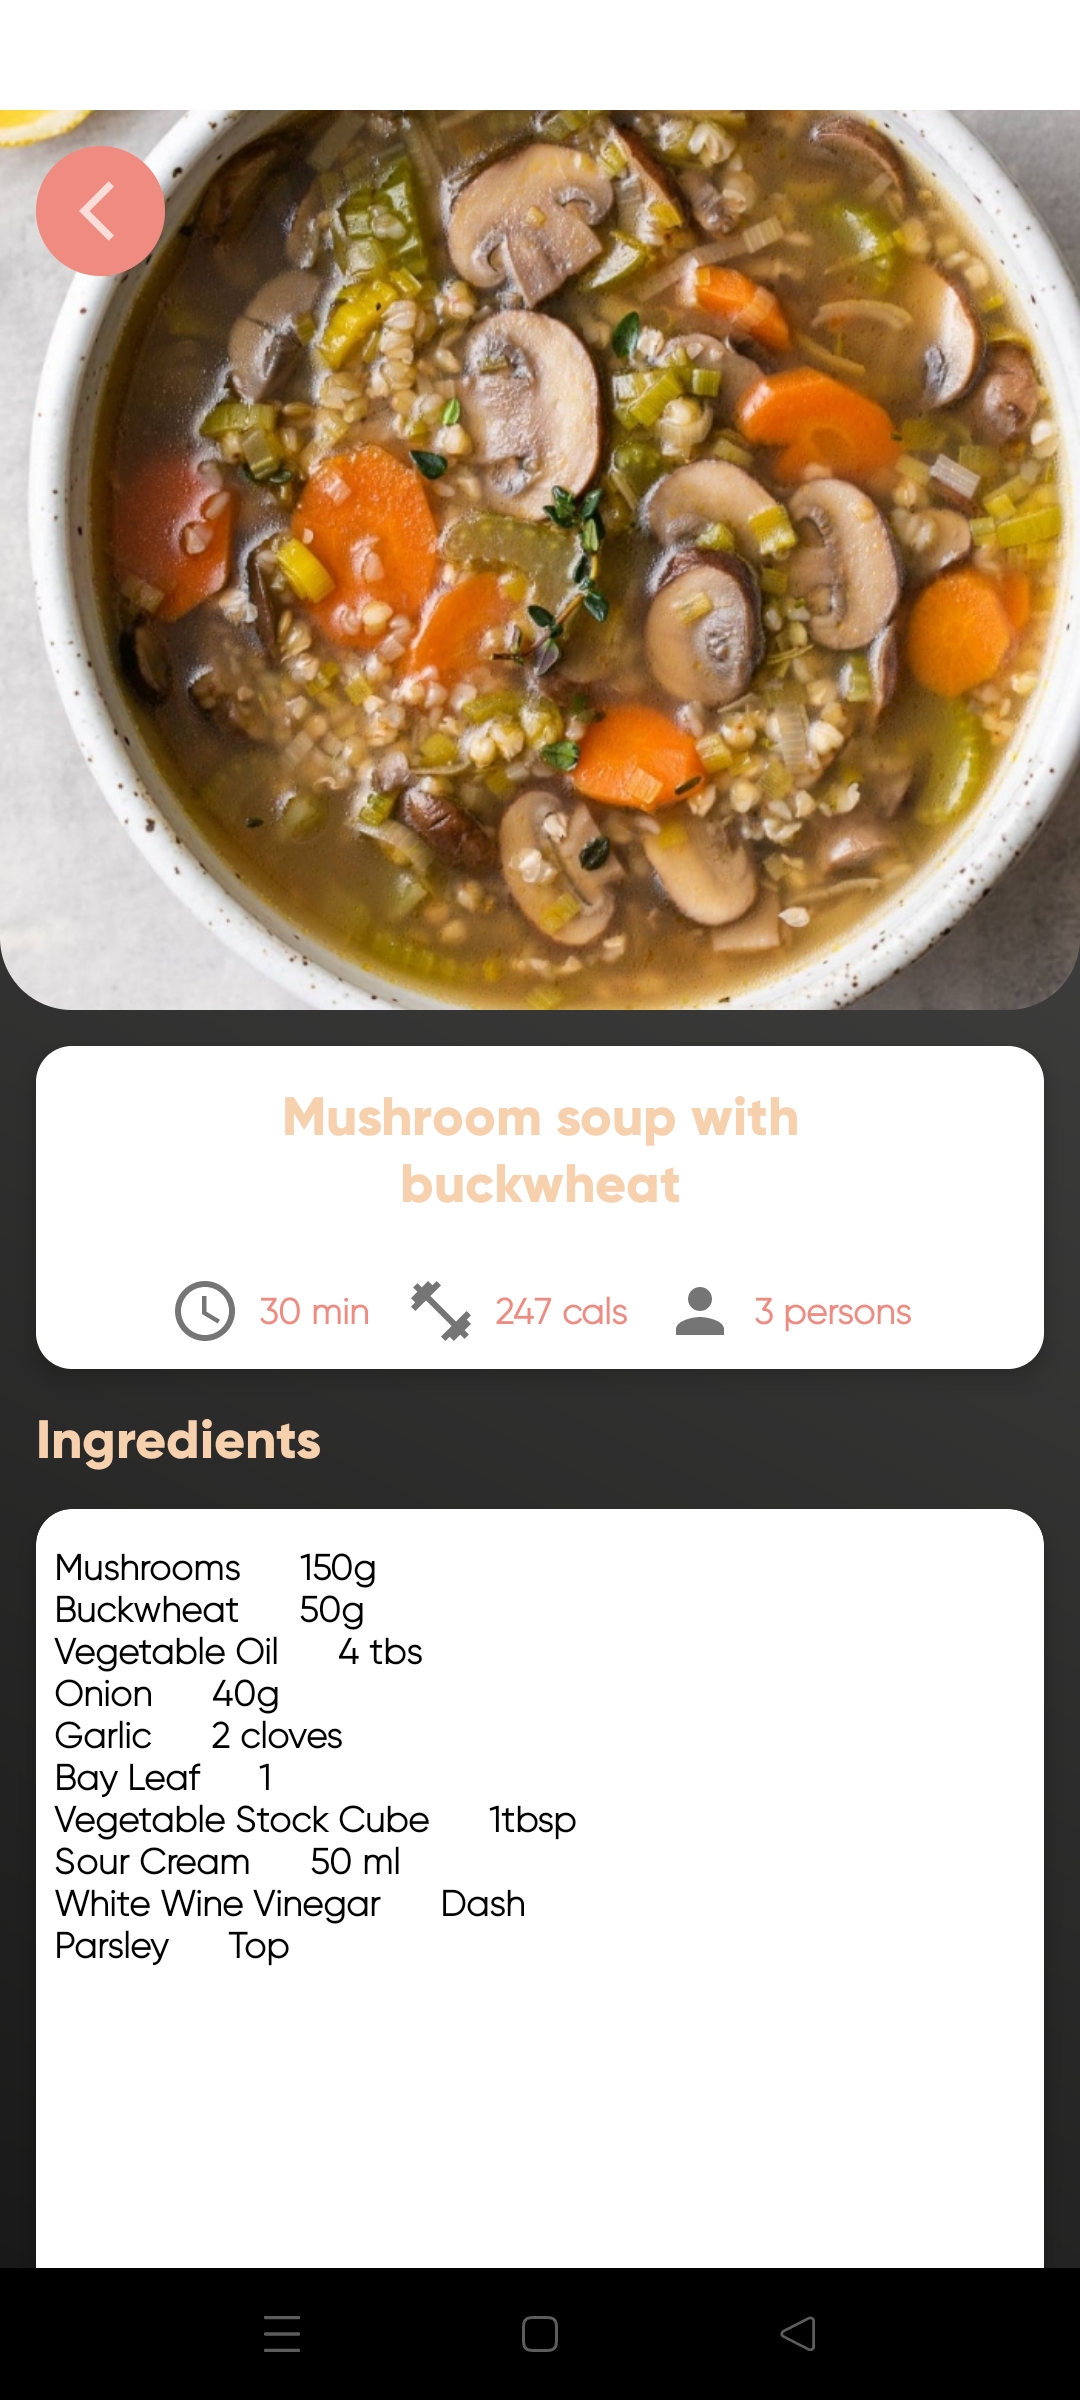 Mushroom soup with
buckwheat
30 min 247 cals 3 persons
Ingredients
Mushrooms 150g
Buckwheat 50g
Vegetable Oil 4 tbs
Onion 40g
Garlic 2 cloves
Bay Leaf 1
Vegetable Stock Cube 1tbsp
Sour Cream 50 ml
White Wine Vinegar Dash
Parsley Top